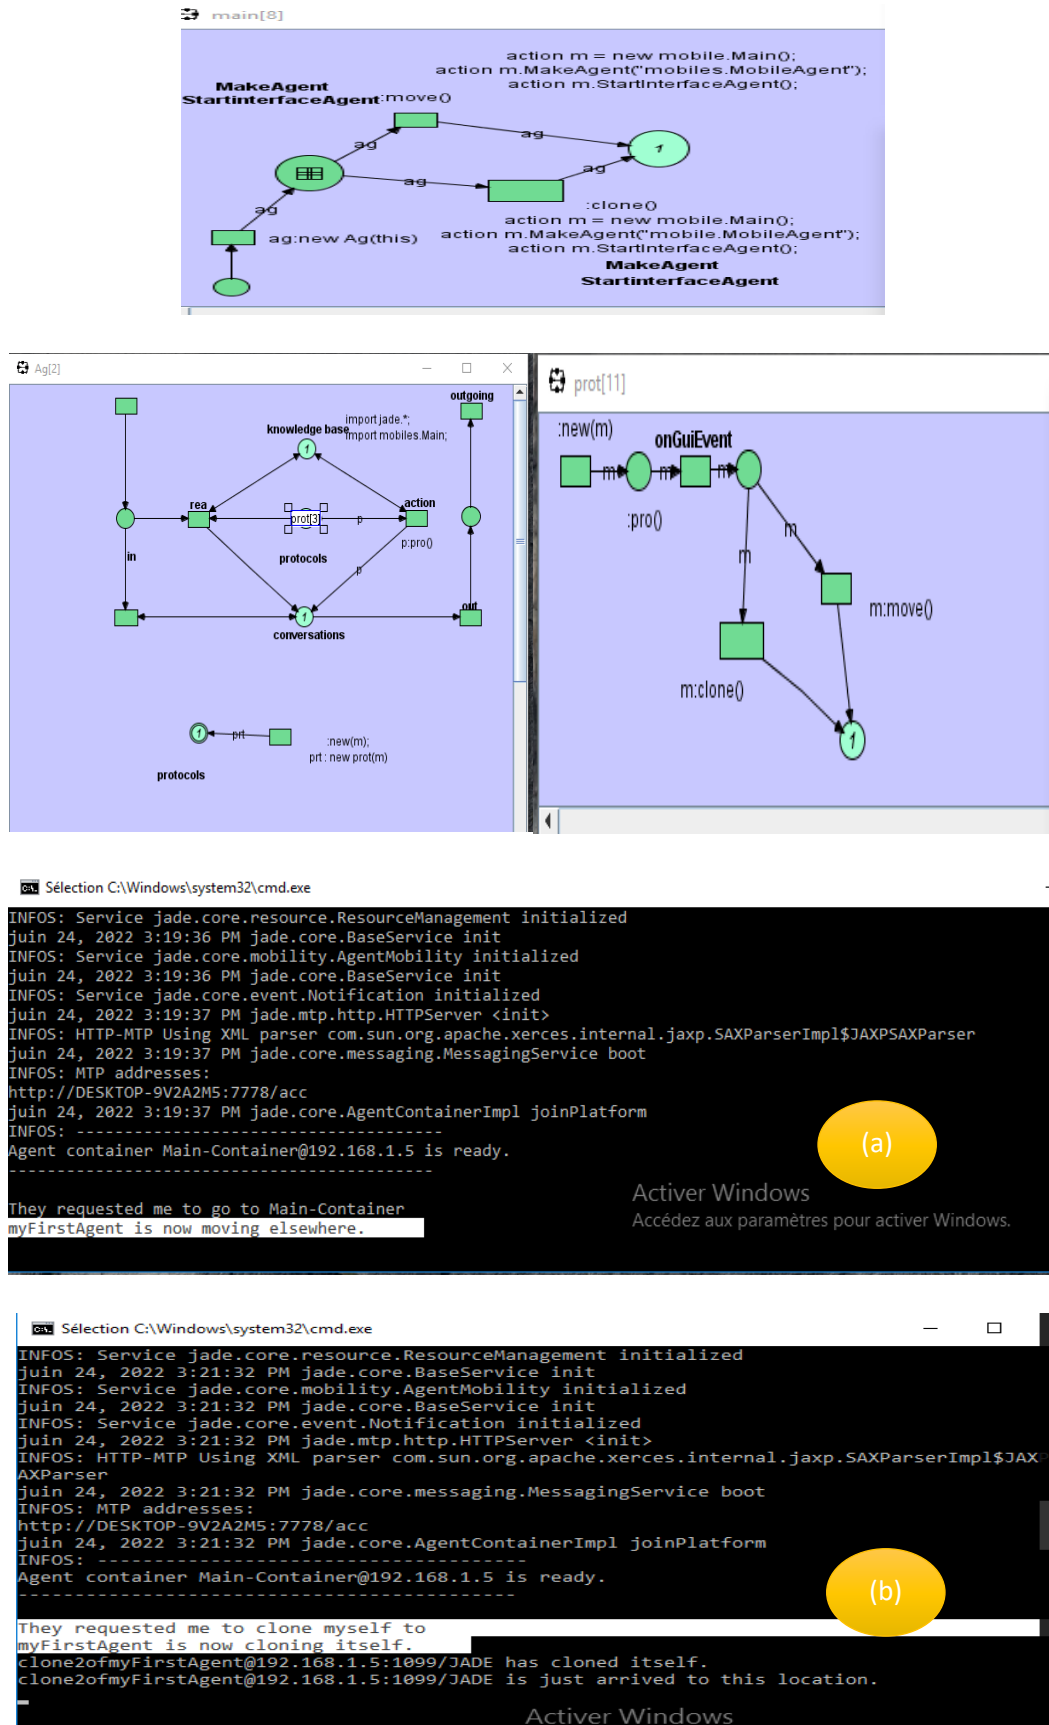 main[8]
action m = new mobile.Main();
action m.MakeAgent("mobiles.MobileAgent");
action m.StartInterfaceAgent();
MakeAgent
StartinterfaceAgent
:move()
ag
ag
1
ag
ag
:clone()
ag
ag:new Ag(this)
action m = new mobile.Main();
action m.MakeAgent("mobile.MobileAgent");
action m.StartInterfaceAgent();
MakeAgent
StartinterfaceAgent
Ag[2]
outgoing
import jade.*;
import mobiles.Main;
knowledge base
1
rea
action
prot[3]
p
p:pro()
in
protocols
p
out
1
conversations
1
prt
:new(m);
prt : new prot(m)
protocols
prot[11]
:new(m)
onGuiEvent
m
m
m
:pro()
m
m
m:move()
m:clone()
1
Sélection C:\Windows\system32\cmd.exe
INFOS: Service jade.core.resource.ResourceManagement initialized
juin 24, 2022 3:19:36 PM jade.core.BaseService init
INFOS: Service jade.core.mobility.AgentMobility initialized
juin 24, 2022 3:19:36 PM jade.core.BaseService init
INFOS: Service jade.core.event.Notification initialized
juin 24, 2022 3:19:37 PM jade.mtp.http.HTTPServer <init>
INFOS: HTTP-MTP Using XML parser com.sun.org.apache.xerces.internal.jaxp.SAXParserImpl$JAXPSAXParser
juin 24, 2022 3:19:37 PM jade.core.messaging.MessagingService boot
INFOS: MTP addresses:
http://DESKTOP-9V2A2M5:7778/acc
juin 24, 2022 3:19:37 PM jade.core.AgentContainerImpl joinPlatform
INFOS: --------------------------------------
Agent container Main-Container@192.168.1.5 is ready.
--------------------------------------------
(a)
They requested me to go to Main-Container
myFirstAgent is now moving elsewhere.
Activer Windows
Accédez aux paramètres pour activer Windows.
Sélection C:\Windows\system32\cmd.exe
INFOS: Service jade.core.resource.ResourceManagement initialized
juin 24, 2022 3:21:32 PM jade.core.BaseService init
INFOS: Service jade.core.mobility.AgentMobility initialized
juin 24, 2022 3:21:32 PM jade.core.BaseService init
INFOS: Service jade.core.event.Notification initialized
juin 24, 2022 3:21:32 PM jade.mtp.http.HTTPServer <init>
INFOS: HTTP-MTP Using XML parser com.sun.org.apache.xerces.internal.jaxp.SAXParserImpl$JAXP
AXParser
juin 24, 2022 3:21:32 PM jade.core.messaging.MessagingService boot
INFOS: MTP addresses:
http://DESKTOP-9V2A2M5:7778/acc
juin 24, 2022 3:21:32 PM jade.core.AgentContainerImpl joinPlatform
INFOS: --------------------------------------
Agent container Main-Container@192.168.1.5 is ready.
--------------------------------------------
(b)
They requested me to clone myself to
myFirstAgent is now cloning itself.
clone2ofmyFirstAgent@192.168.1.5:1099/JADE has cloned itself.
clone2ofmyFirstAgent@192.168.1.5:1099/JADE is just arrived to this location.
Activer Windows